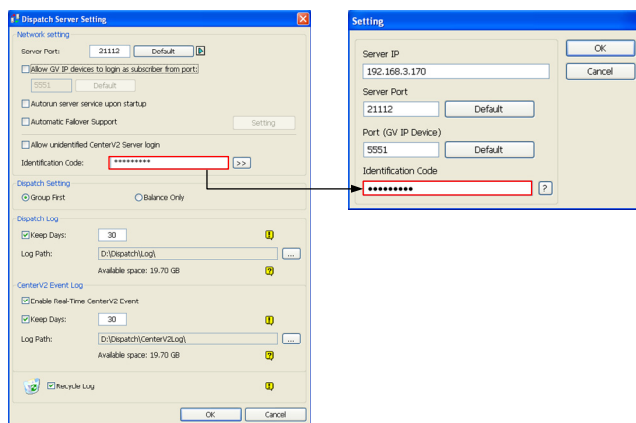 Dispatch Server Setting
Network setting
Server Port: 21112 Default
Allow GV IP devices to login as subscriber from port:
5551 Default
Autorun server service upon startup
Automatic Failover Support Setting
Allow unidentified CenterV2 Server login
Identification Code: ********* >>
Dispatch Setting
Group First Balance Only
Dispatch Log
Keep Days: 30
Log Path: D:\Dispatch\Log\ ...
Available space: 19.70 GB
CenterV2 Event Log
Enable Real-Time CenterV2 Event
Keep Days: 30
Log Path: D:\Dispatch\CenterV2Log\ ...
Available space: 19.70 GB
Recycle Log
OK Cancel
Setting
Server IP OK
192.168.3.170 Cancel
Server Port
21112 Default
Port (GV IP Device)
5551 Default
Identification Code
●●●●●●●●● ?